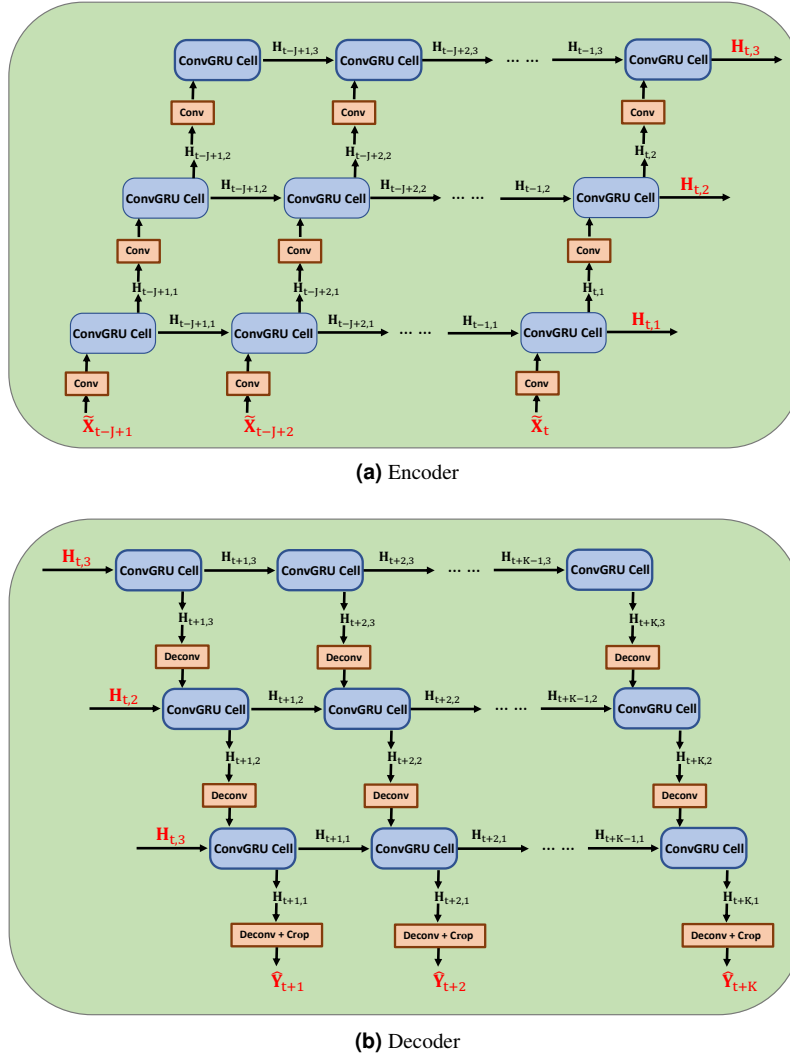 H_{t−J+1,3} H_{t−J+2,3} H_{t−1,3} H_{t,3}
ConvGRU Cell ConvGRU Cell ... ... ConvGRU Cell
Conv Conv Conv
H_{t−J+1,2} H_{t−J+2,2} H_{t,2}
H_{t−J+1,2} H_{t−J+2,2} H_{t−1,2} H_{t,2}
ConvGRU Cell ConvGRU Cell ... ... ConvGRU Cell
Conv Conv Conv
H_{t−J+1,1} H_{t−J+2,1} H_{t,1}
H_{t−J+1,1} H_{t−J+2,1} H_{t−1,1} H_{t,1}
ConvGRU Cell ConvGRU Cell ... ... ConvGRU Cell
Conv Conv Conv
X̃_{t−J+1} X̃_{t−J+2} X̃_t
(a) Encoder
H_{t,3} H_{t+1,3} H_{t+2,3} H_{t+K−1,3}
ConvGRU Cell ConvGRU Cell ... ... ConvGRU Cell
H_{t+1,3} H_{t+2,3} H_{t+K,3}
Deconv Deconv Deconv
H_{t,2} H_{t+1,2} H_{t+2,2} H_{t+K−1,2}
ConvGRU Cell ConvGRU Cell ... ... ConvGRU Cell
H_{t+1,2} H_{t+2,2} H_{t+K,2}
Deconv Deconv Deconv
H_{t,3} H_{t+1,1} H_{t+2,1} H_{t+K−1,1}
ConvGRU Cell ConvGRU Cell ... ... ConvGRU Cell
H_{t+1,1} H_{t+2,1} H_{t+K,1}
Deconv + Crop Deconv + Crop Deconv + Crop
Ŷ_{t+1} Ŷ_{t+2} Ŷ_{t+K}
(b) Decoder